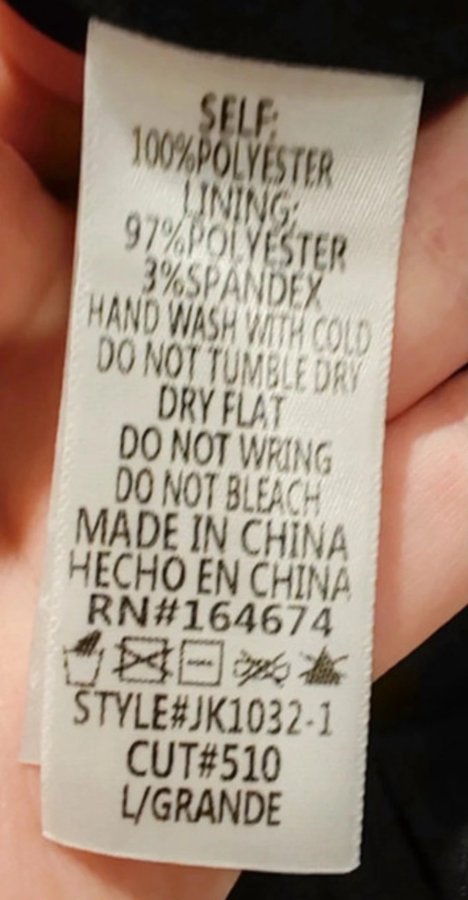 SELF:
100%POLYESTER
LINING:
97%POLYESTER
3%SPANDEX
HAND WASH WITH COLD
DO NOT TUMBLE DRY
DRY FLAT
DO NOT WRING
DO NOT BLEACH
MADE IN CHINA
HECHO EN CHINA
RN#164674
STYLE#JK1032-1
CUT#510
L/GRANDE